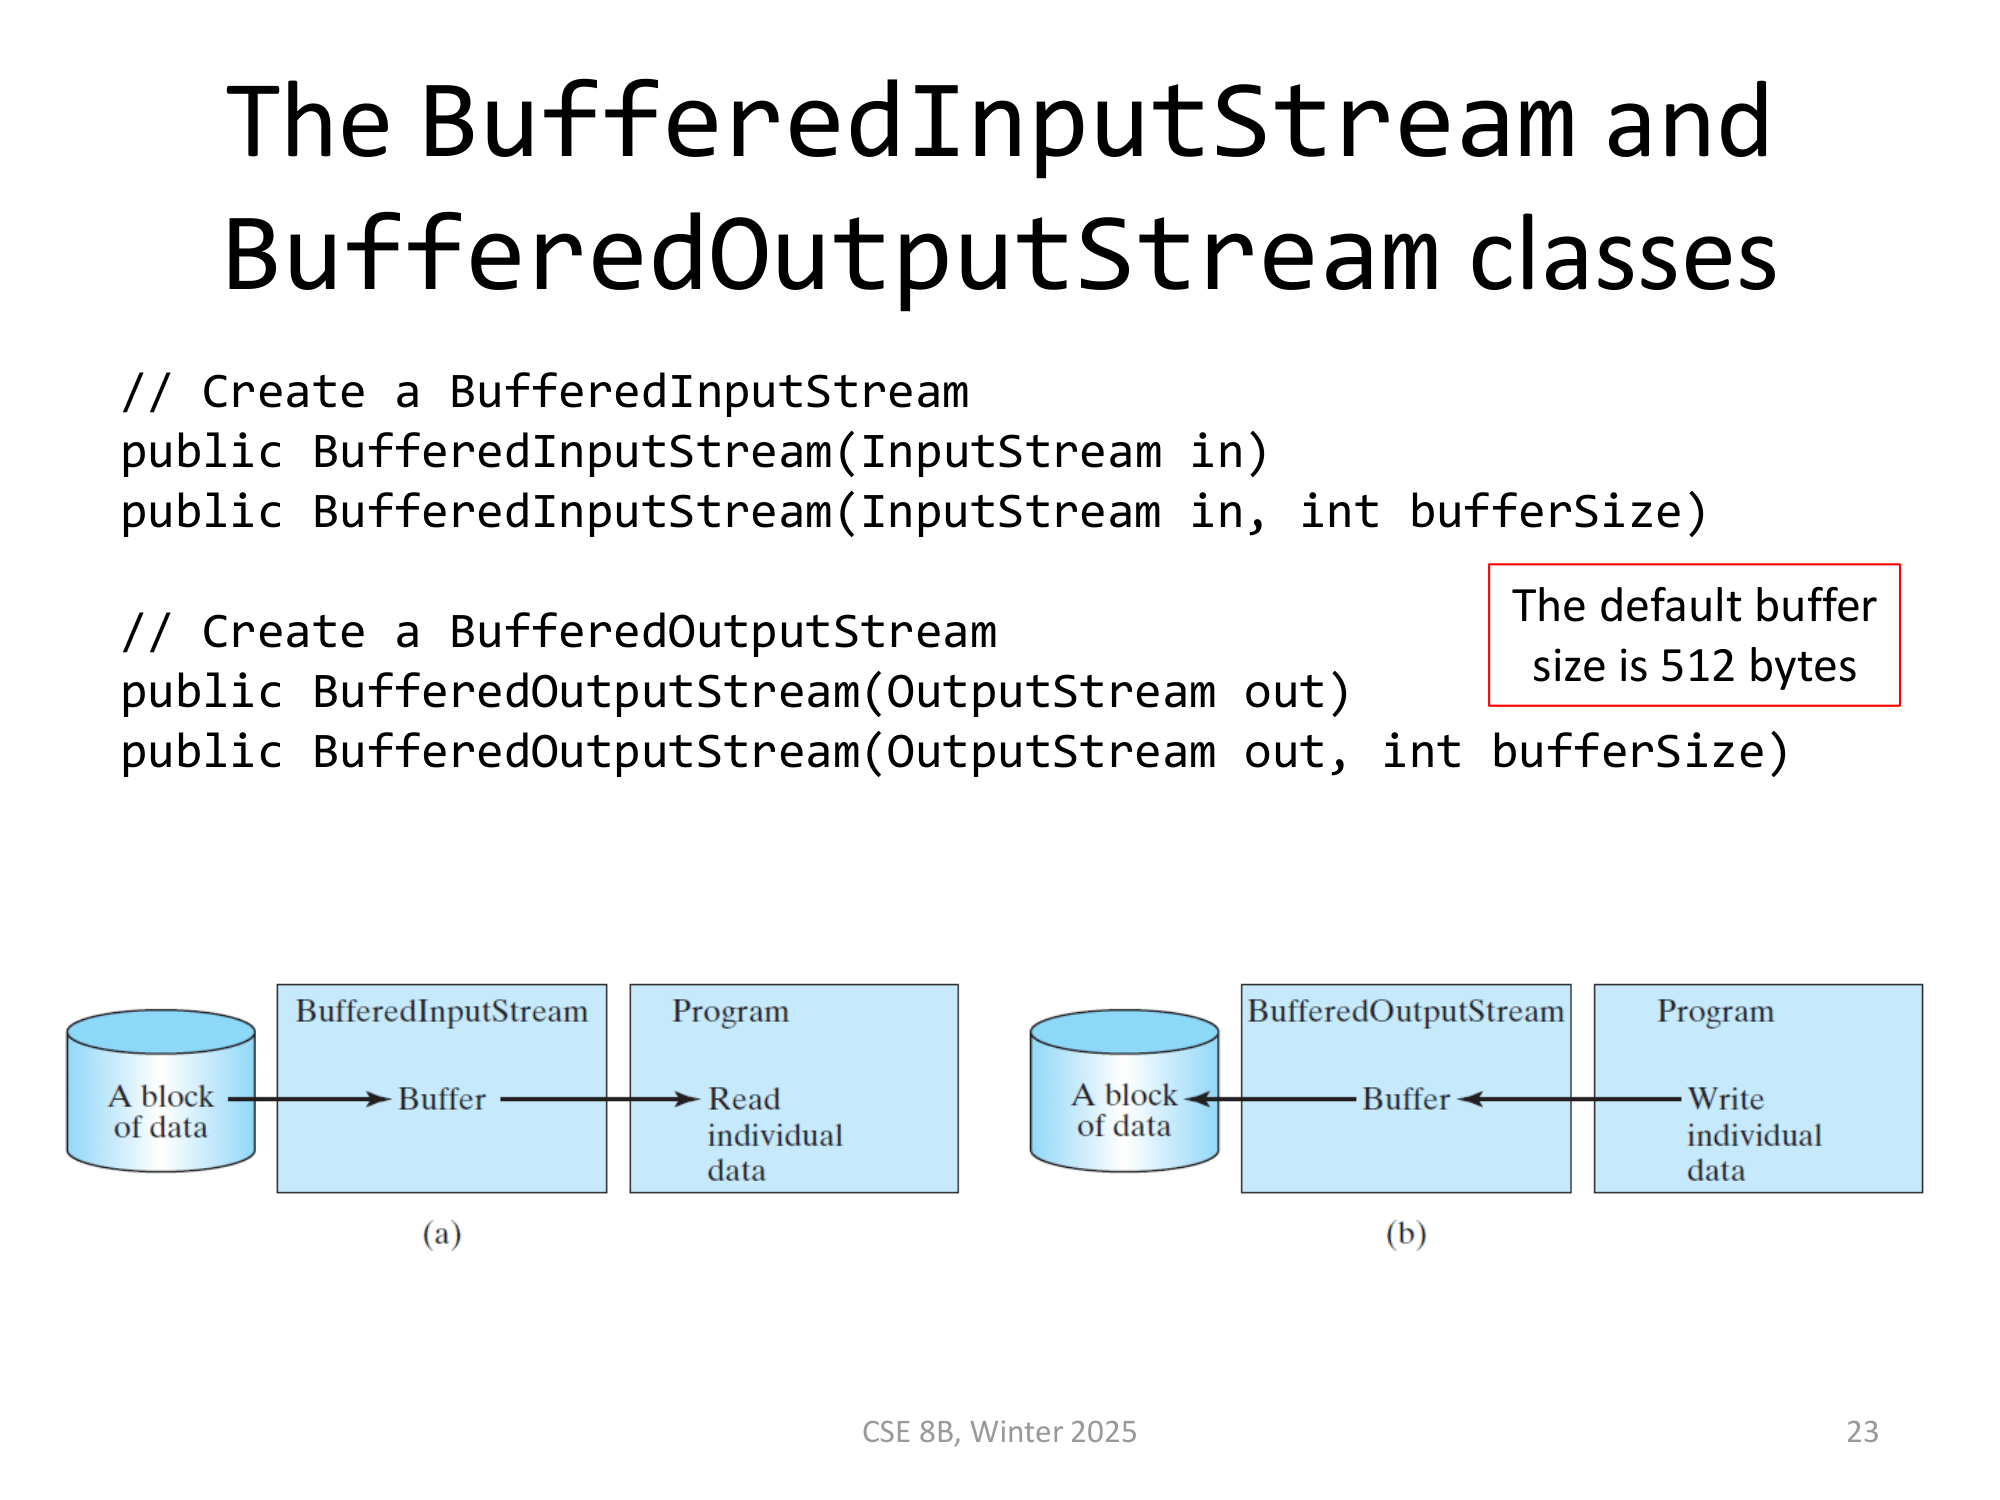 The BufferedInputStream and
BufferedOutputStream classes
// Create a BufferedInputStream
public BufferedInputStream(InputStream in)
public BufferedInputStream(InputStream in, int bufferSize)
// Create a BufferedOutputStream
public BufferedOutputStream(OutputStream out)
public BufferedOutputStream(OutputStream out, int bufferSize)
The default buffer
size is 512 bytes
BufferedInputStream
Program
A block
of data
Buffer
Read
individual
data
(a)
BufferedOutputStream
Program
A block
of data
Buffer
Write
individual
data
(b)
CSE 8B, Winter 2025
23